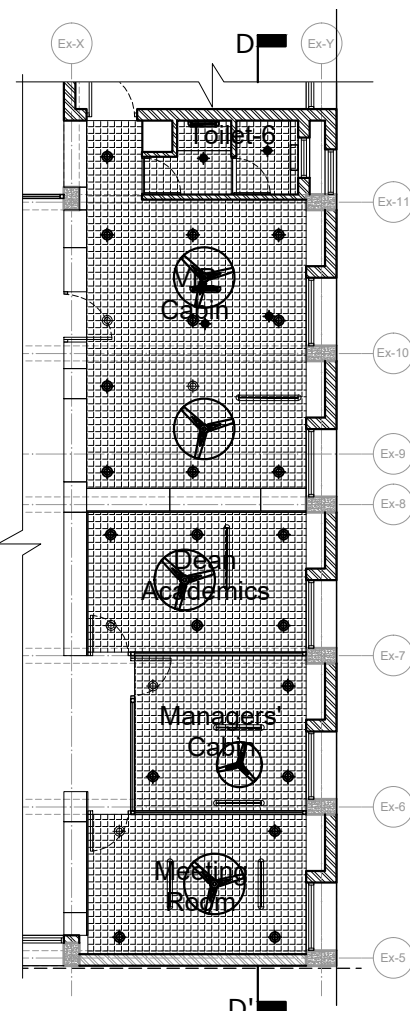 Ex-X
D
Ex-Y
Toilet-6
Ex-11
VIP
Cabin
Ex-10
Ex-9
Ex-8
Dean
Academics
Ex-7
Managers'
Cabin
Ex-6
Meeting
Room
Ex-5
D'